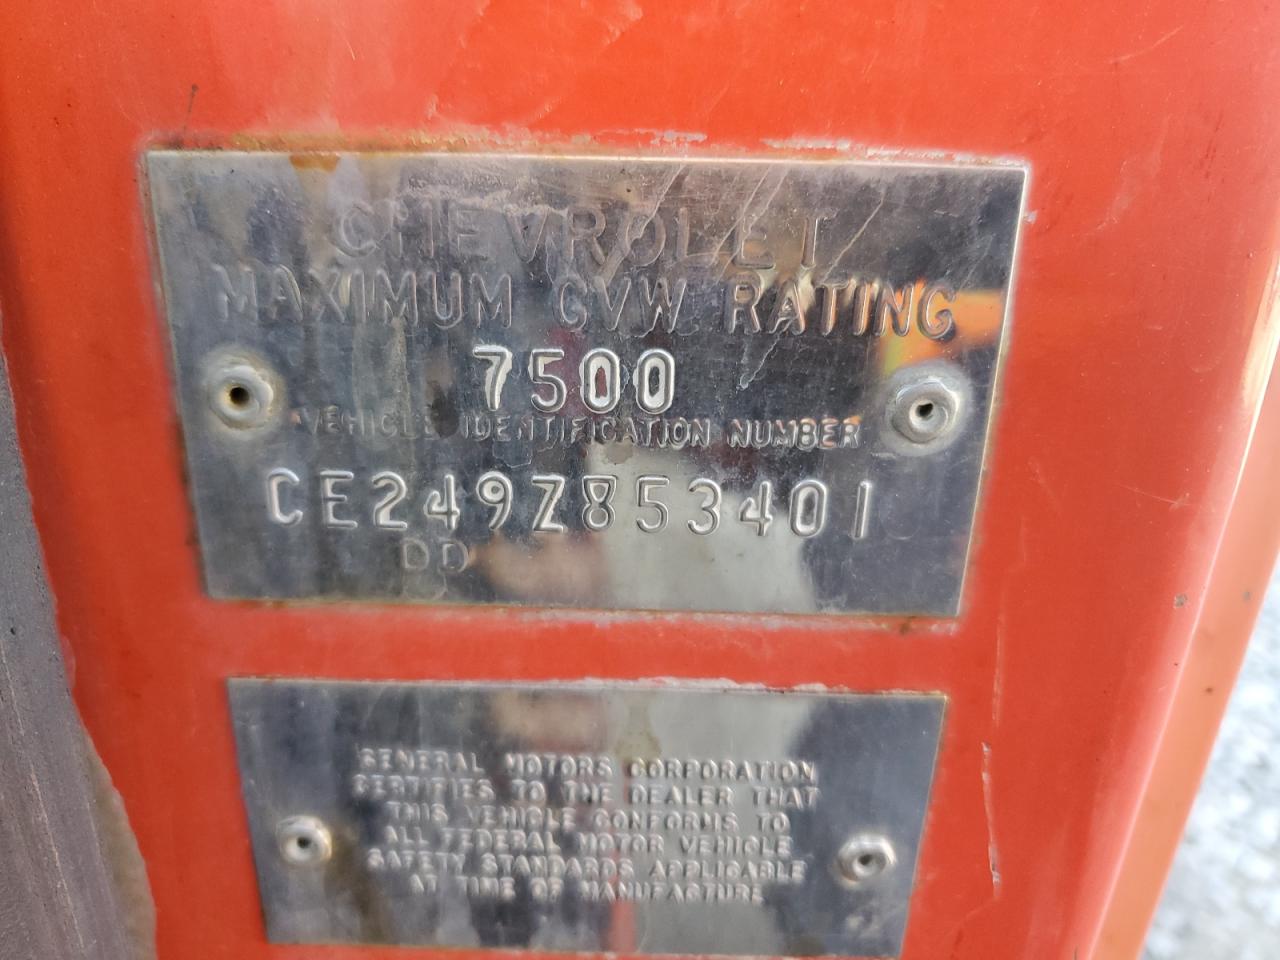 CHEVROLET
MAXIMUM GVW RATING
7500
VEHICLE IDENTIFICATION NUMBER
CE249Z853401
DD
GENERAL MOTORS CORPORATION
CERTIFIES TO THE DEALER THAT
THIS VEHICLE CONFORMS TO
ALL FEDERAL MOTOR VEHICLE
SAFETY STANDARDS APPLICABLE
AT TIME OF MANUFACTURE